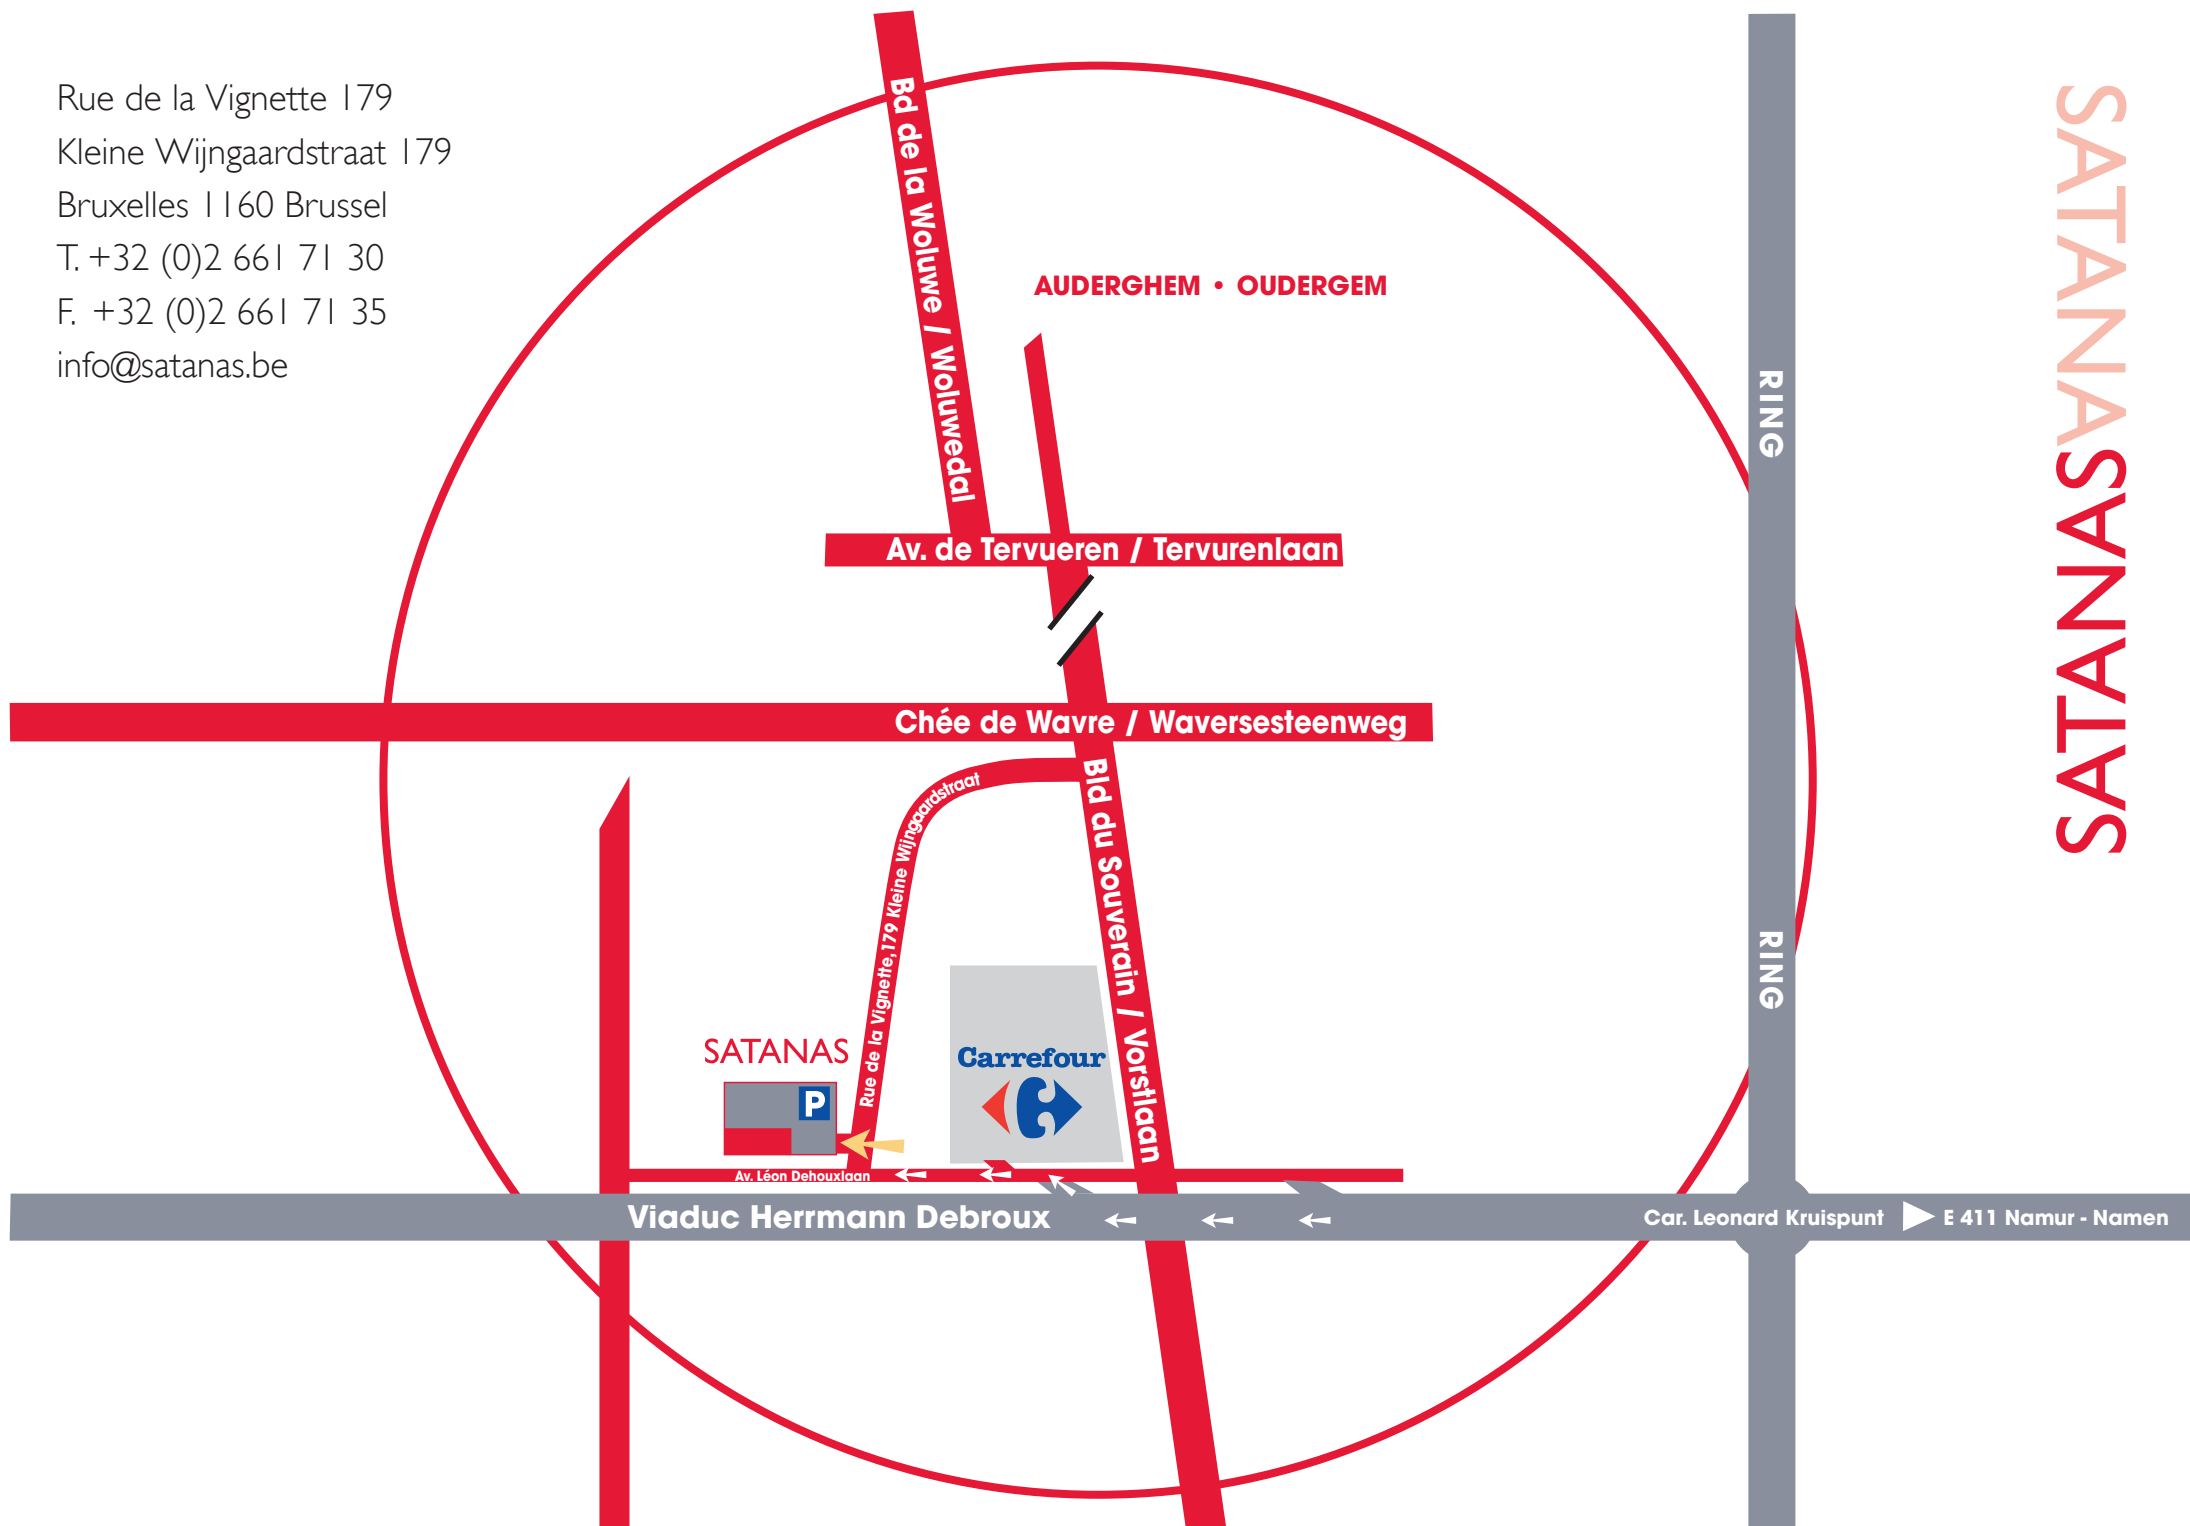 Rue de la Vignette 179
Kleine Wijngaardstraat 179
Bruxelles 1160 Brussel
T. +32 (0)2 661 71 30
F. +32 (0)2 661 71 35
info@satanas.be
Bd de la Woluwe / Woluwedal
AUDERGHEM • OUDERGEM
Av. de Tervueren / Tervurenlaan
Chée de Wavre / Waversesteenweg
Rue de la Vignette,179 Kleine Wijngaardstraat
Bld du Souverain / Vorstlaan
SATANAS
P
Carrefour
Av. Léon Dehouxlaan
Viaduc Herrmann Debroux
Car. Leonard Kruispunt
E 411 Namur - Namen
RING
RING
SATANASATANAS